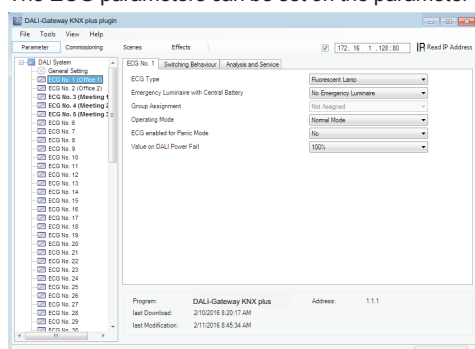 The ECG parameters can be set on the parameter
DALI-Gateway KNX plus plugin
File Tools View Help
Parameter Commissioning Scenes Effects 172. 16 . 1 .128:80 Read IP Address
DALI System
General Setting
ECG No. 1 (Office 1)
ECG No. 2 (Office 2)
ECG No. 3 (Meeting 1
ECG No. 4 (Meeting 2
ECG No. 5 (Meeting 3
ECG No. 6
ECG No. 7
ECG No. 8
ECG No. 9
ECG No. 10
ECG No. 11
ECG No. 12
ECG No. 13
ECG No. 14
ECG No. 15
ECG No. 16
ECG No. 17
ECG No. 18
ECG No. 19
ECG No. 20
ECG No. 21
ECG No. 22
ECG No. 23
ECG No. 24
ECG No. 25
ECG No. 26
ECG No. 27
ECG No. 28
ECG No. 29
ECG No. 30
ECG No. 1 Switching Behaviour Analysis and Service
ECG Type Fluorescent Lamp
Emergency Luminaire with Central Battery No Emergency Luminaire
Group Assignment Not Assigned
Operating Mode Normal Mode
ECG enabled for Panic Mode No
Value on DALI Power Fail 100%
Program: DALI-Gateway KNX plus Address: 1.1.1
last Download: 2/10/2016 8:20:17 AM
last Modification: 2/11/2016 8:45:34 AM